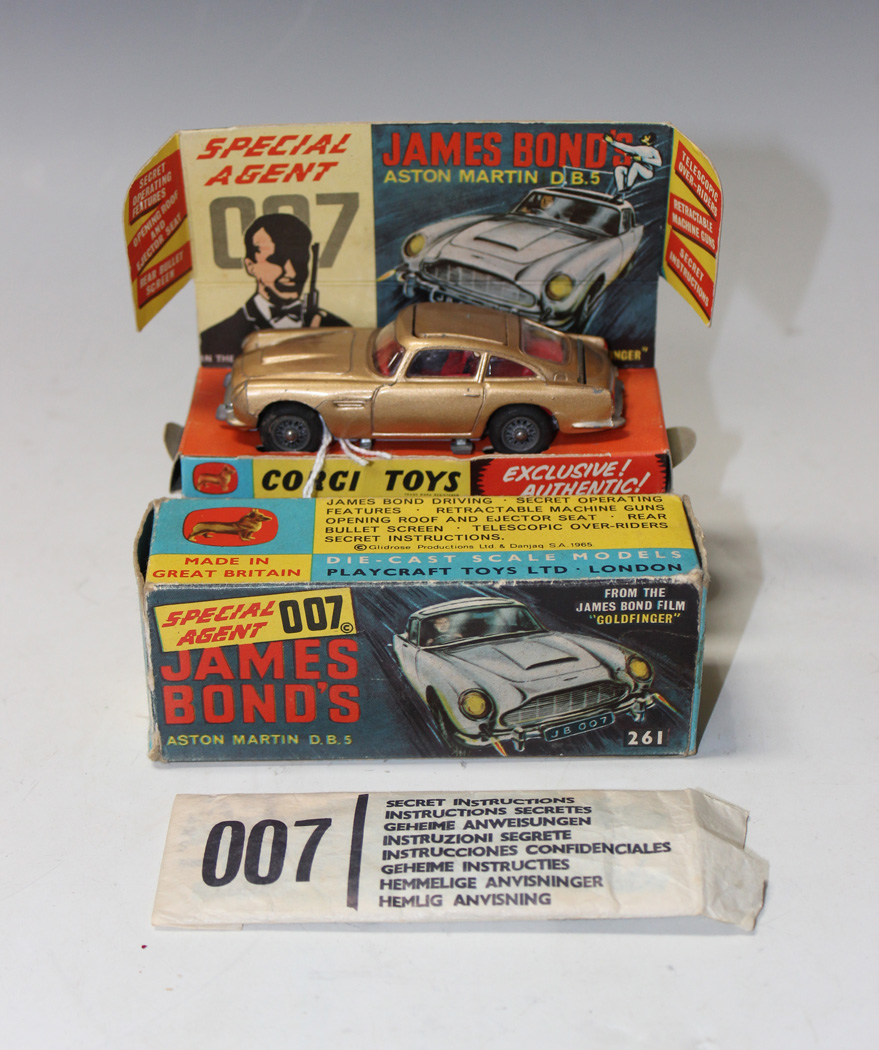 SPECIAL
AGENT
007
JAMES BOND'S
ASTON MARTIN D.B.5
SECRET
OPERATING
FEATURES
OPENING ROOF
AND
EJECTOR SEAT
REAR BULLET
SCREEN
TELESCOPIC
OVER-RIDERS
RETRACTABLE
MACHINE GUNS
SECRET
INSTRUCTIONS
IN THE
NGER"
CORGI TOYS
EXCLUSIVE!
AUTHENTIC!
JAMES BOND DRIVING · SECRET OPERATING
FEATURES · RETRACTABLE MACHINE GUNS
OPENING ROOF AND EJECTOR SEAT · REAR
BULLET SCREEN · TELESCOPIC OVER-RIDERS
SECRET INSTRUCTIONS.
© Glidrose Productions Ltd. & Danjaq S.A. 1965
MADE IN
GREAT BRITAIN
DIE-CAST SCALE MODELS
PLAYCRAFT TOYS LTD · LONDON
SPECIAL
AGENT
007©
JAMES
BOND'S
ASTON MARTIN D.B.5
FROM THE
JAMES BOND FILM
"GOLDFINGER"
JB 007
261
007
SECRET INSTRUCTIONS
INSTRUCTIONS SECRETES
GEHEIME ANWEISUNGEN
INSTRUZIONI SEGRETE
INSTRUCCIONES CONFIDENCIALES
GEHEIME INSTRUCTIES
HEMMELIGE ANVISNINGER
HEMLIG ANVISNING